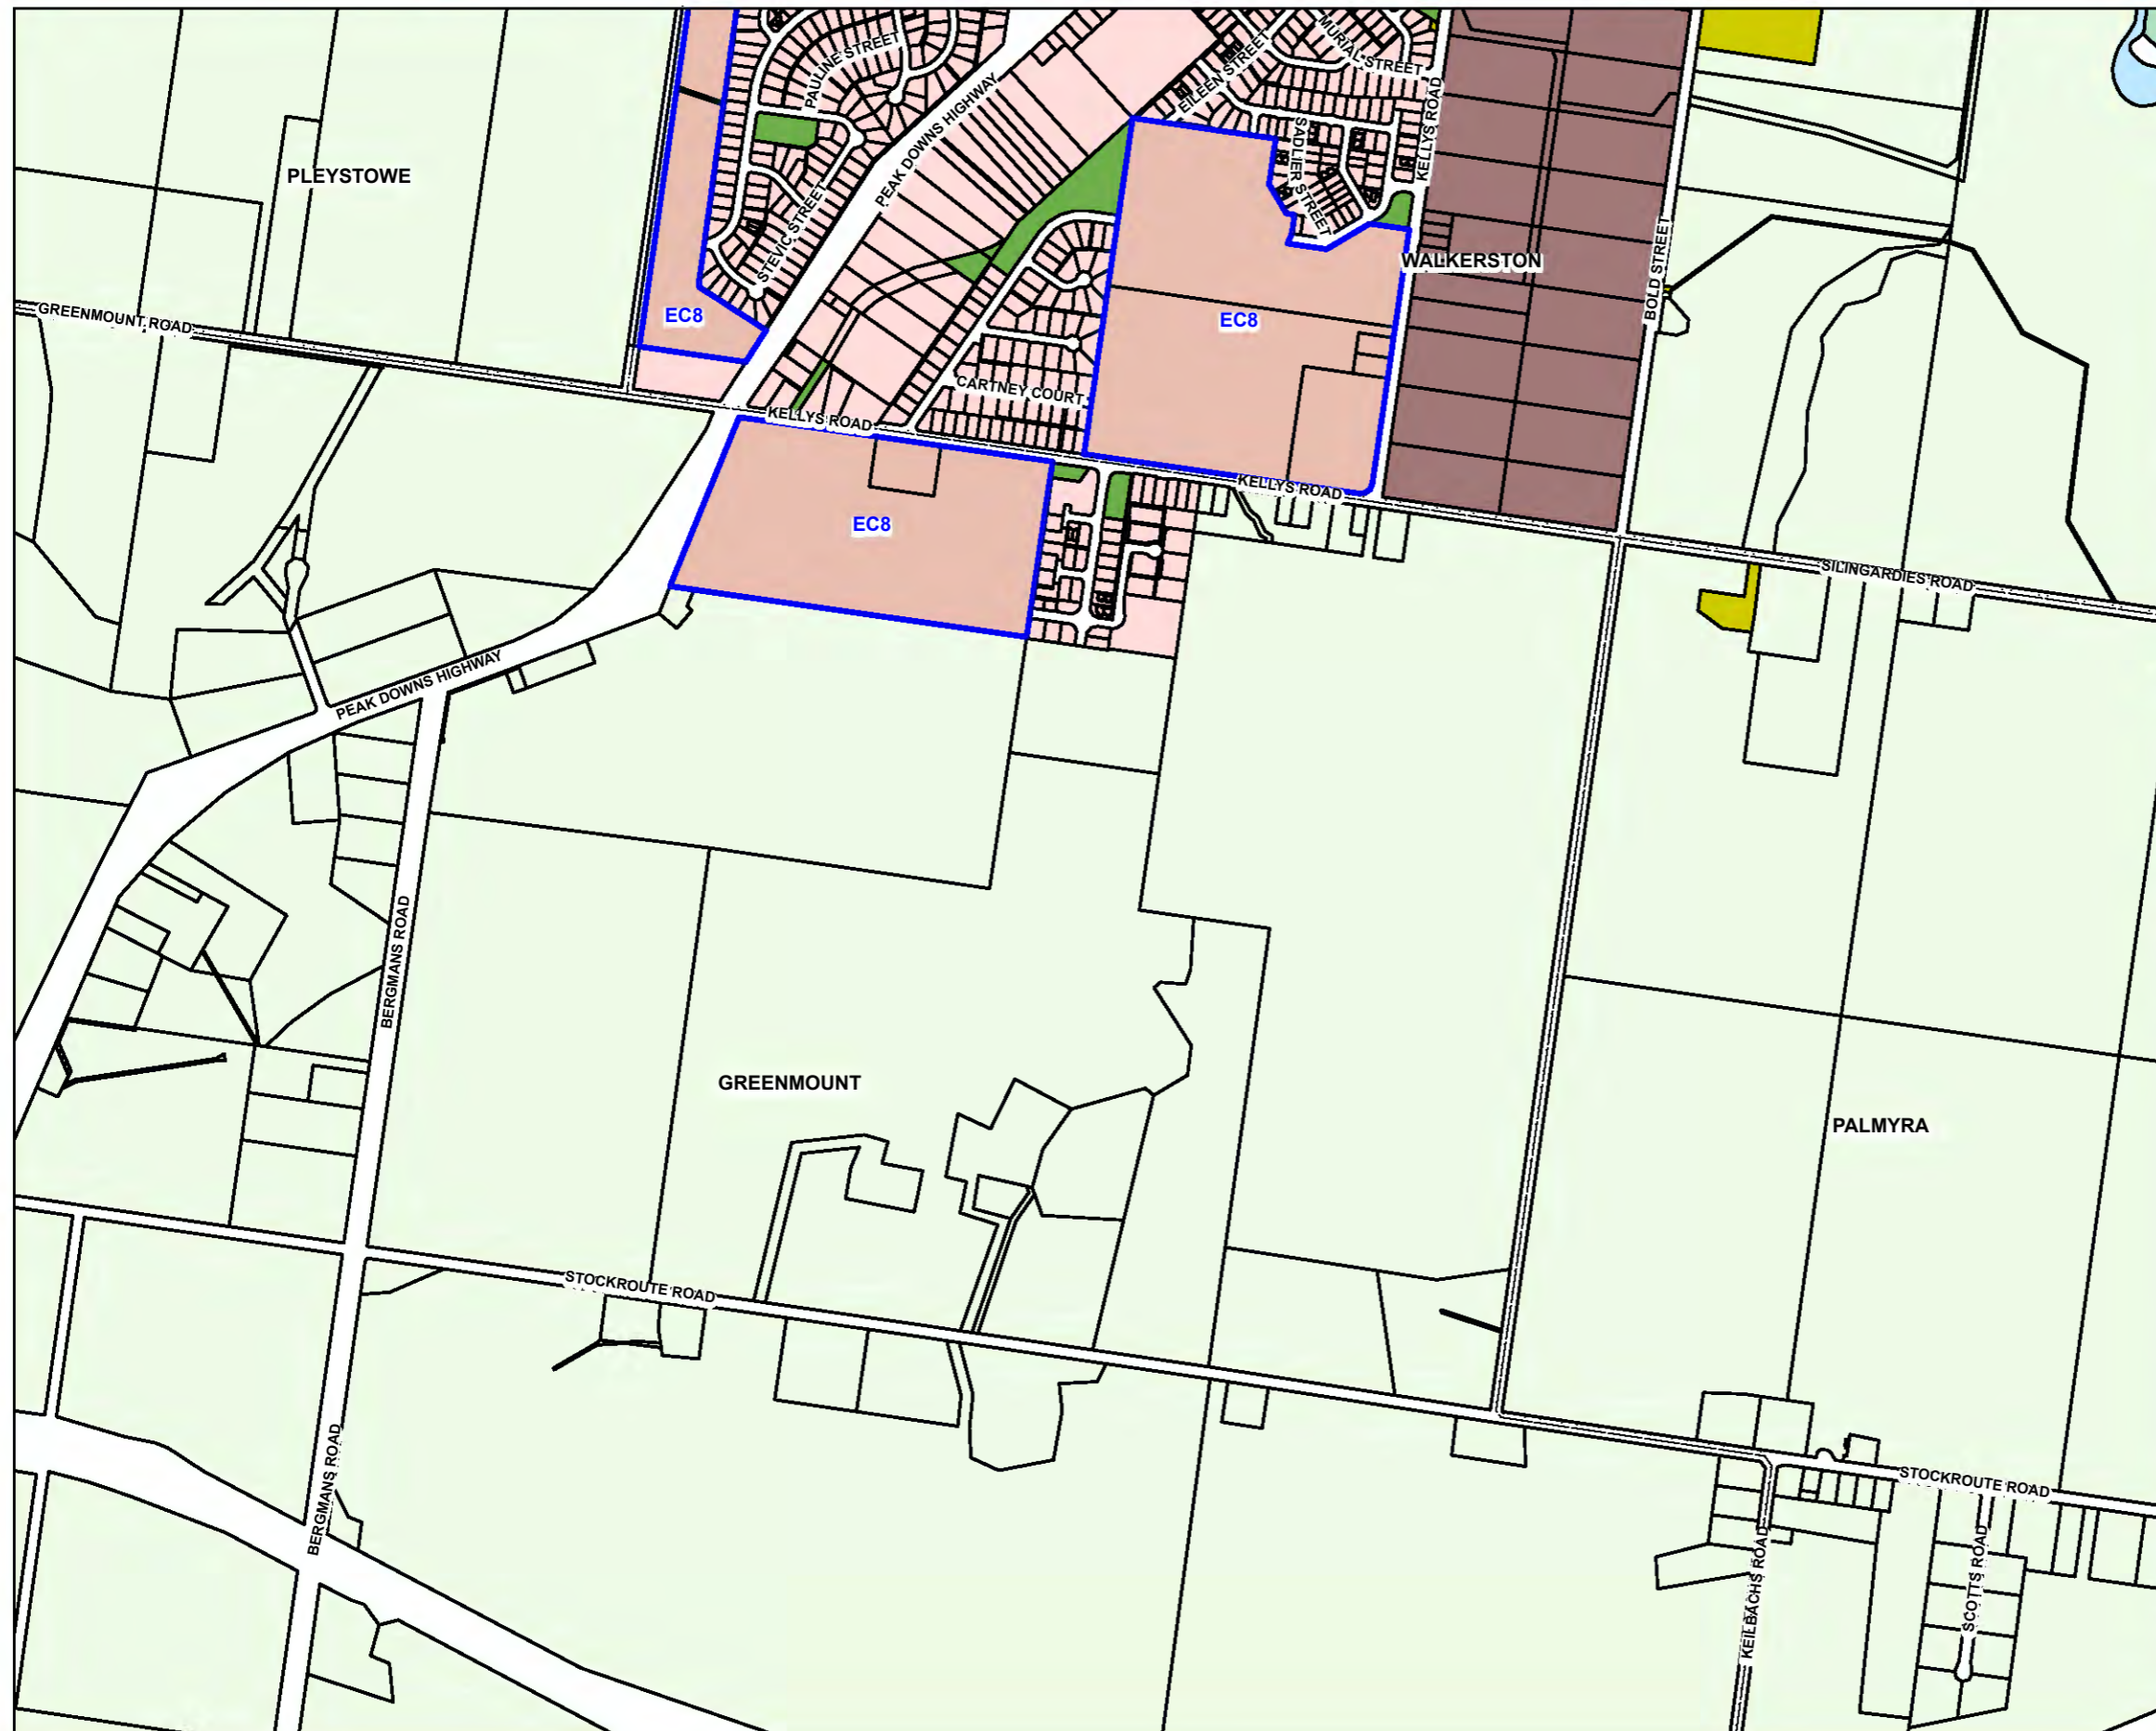 PAULINE STREET
MURIAL STREET
EILEEN STREET
PEAK DOWNS HIGHWAY
KELLYS ROAD
SADLIER STREET
PLEYSTOWE
STEVIC STREET
BOLD STREET
WALKERSTON
GREENMOUNT ROAD
EC8
EC8
CARTNEY COURT
KELLYS ROAD
KELLYS ROAD
EC8
SILINGARDIES ROAD
PEAK DOWNS HIGHWAY
BERGMANS ROAD
GREENMOUNT
PALMYRA
STOCKROUTE ROAD
STOCKROUTE ROAD
BERGMANS ROAD
KEILBACHS ROAD
SCOTTS ROAD